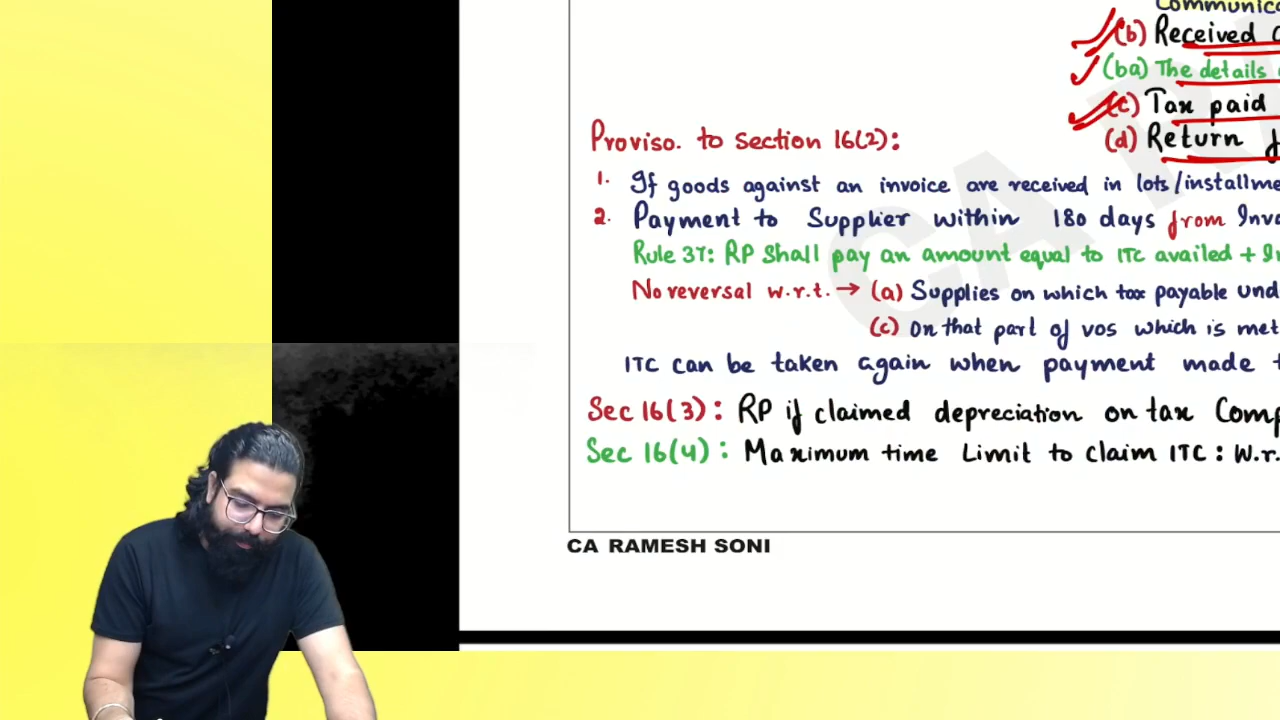 Communica
(b) Received
(ba) The details
(c) Tax paid
(d) Return
Proviso. to Section 16(2):
1. If goods against an invoice are received in lots/installme
2. Payment to Supplier within 180 days from Invo
Rule 37: RP Shall pay an amount equal to ITC availed + In
No reversal w.r.t. → (a) Supplies on which tax payable und
(c) On that part of vos which is met
ITC can be taken again when payment made t
Sec 16(3): RP if claimed depreciation on tax Comp
Sec 16(4): Maximum time Limit to claim ITC: W.r.
CA RAMESH SONI